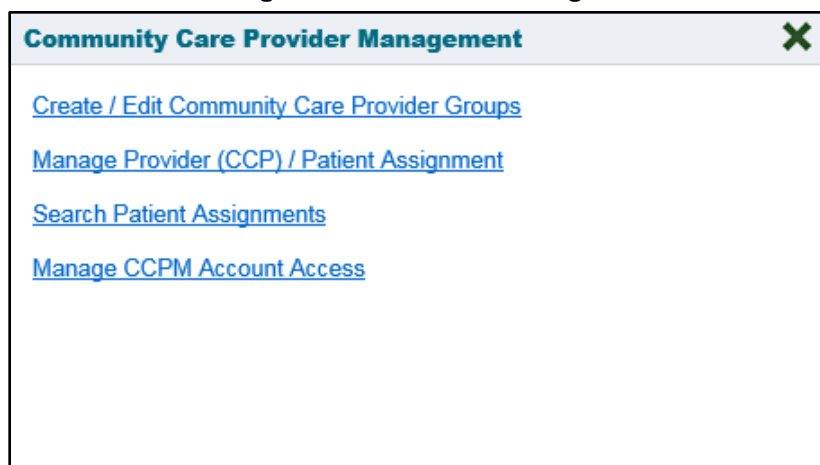 Community Care Provider Management
Create / Edit Community Care Provider Groups
Manage Provider (CCP) / Patient Assignment
Search Patient Assignments
Manage CCPM Account Access